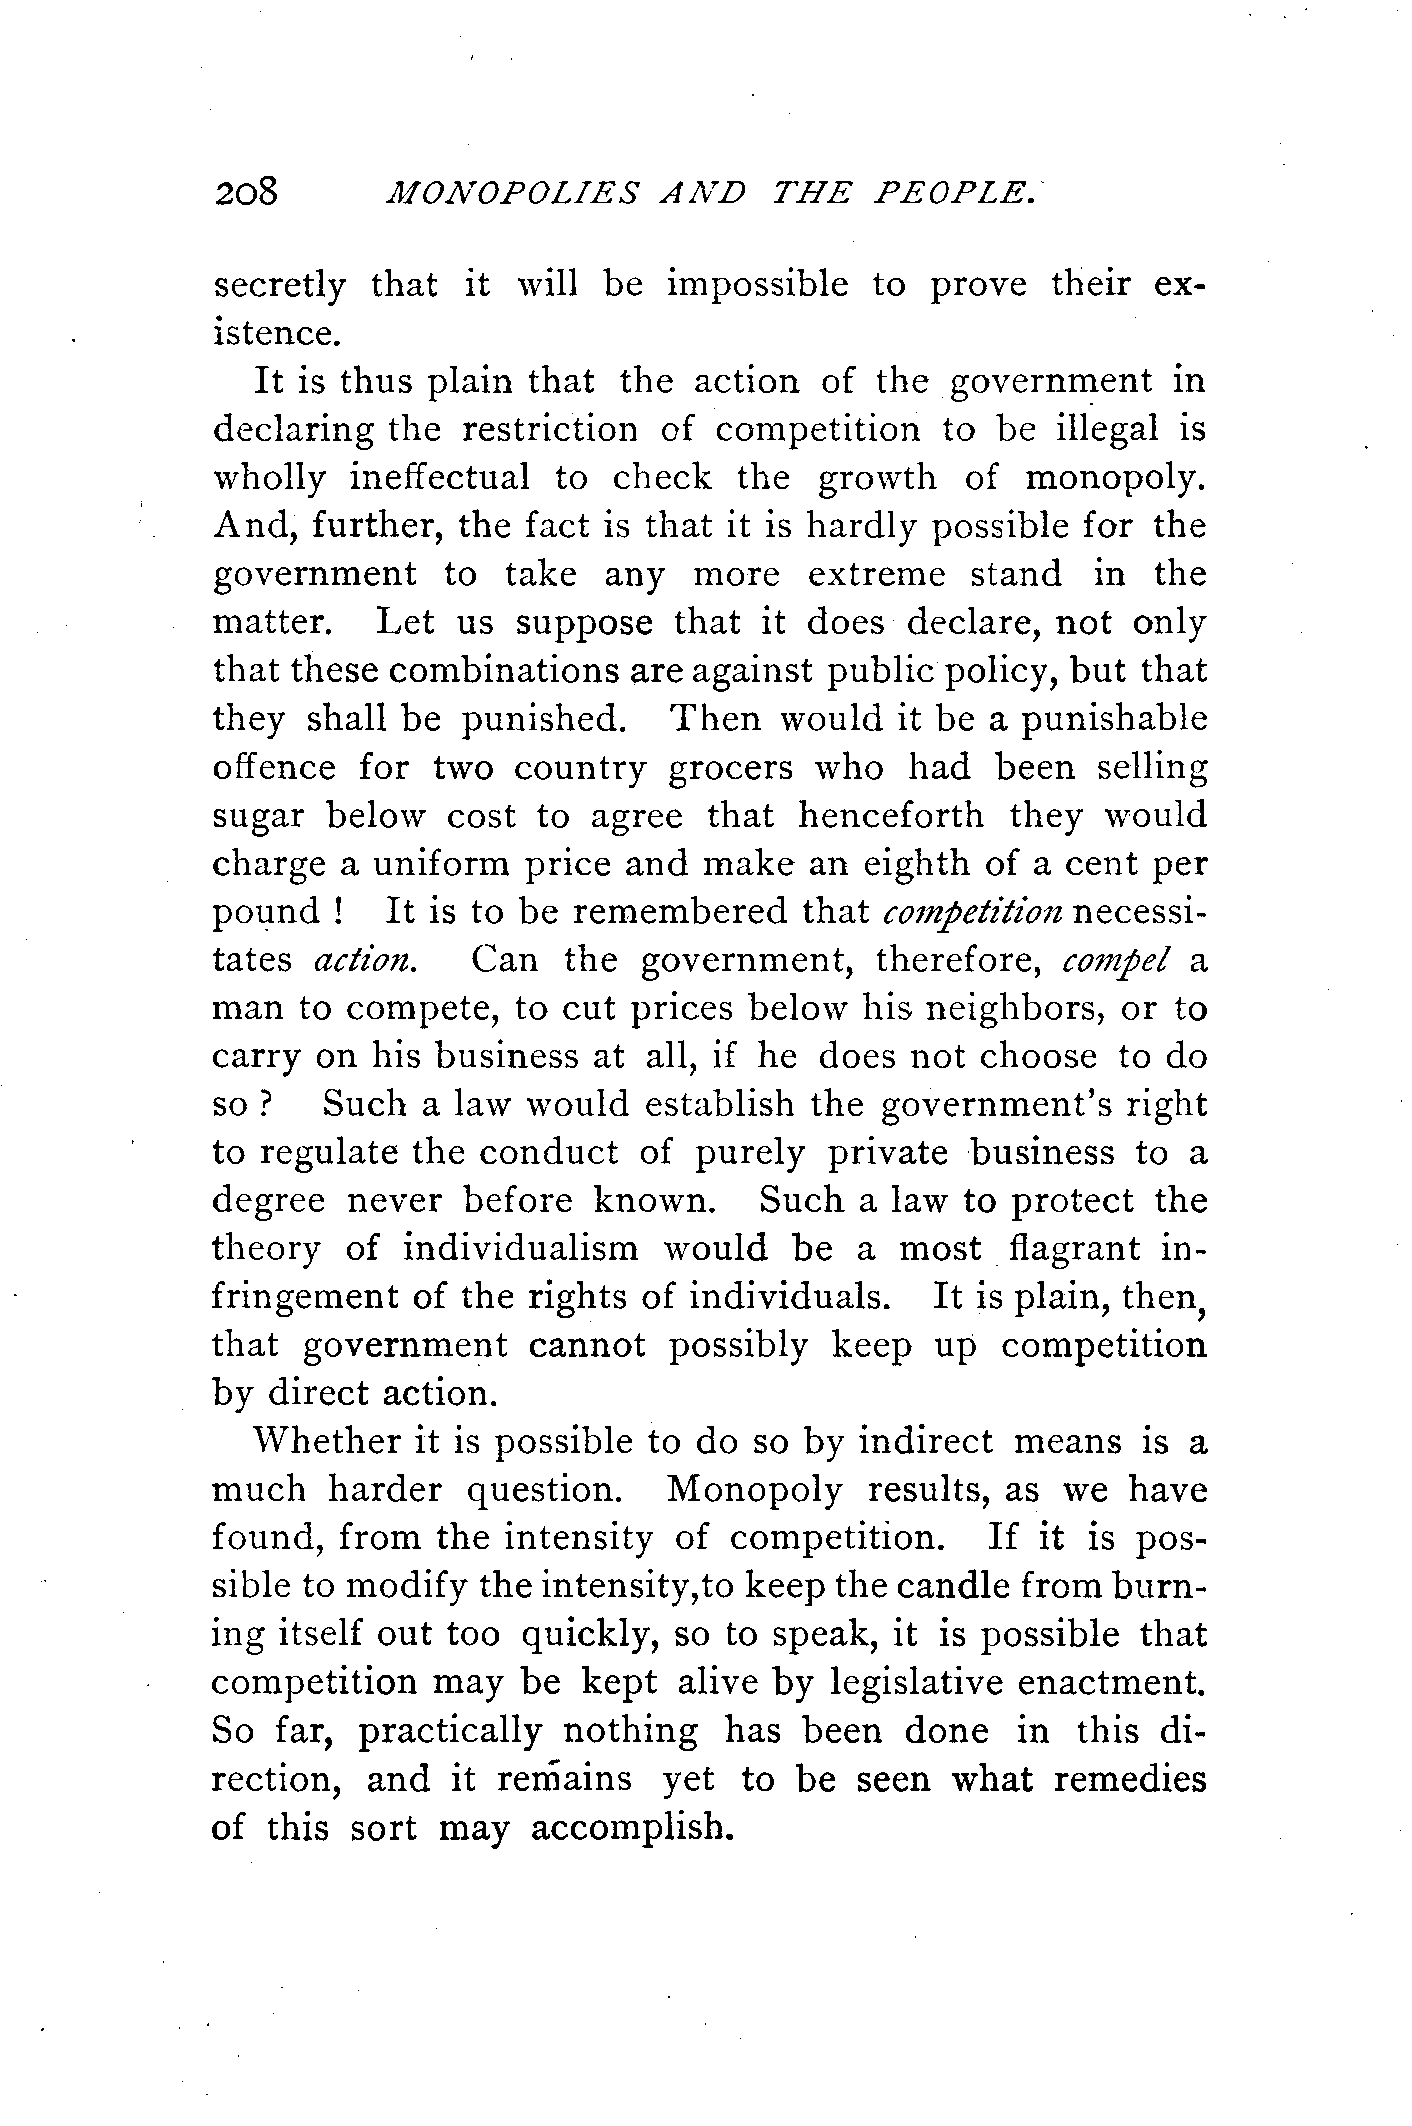 208 MONOPOLIES AND THE PEOPLE.
secretly that it will be impossible to prove their ex-
istence.
It is thus plain that the action of the government in
declaring the restriction of competition to be illegal is
wholly ineffectual to check the growth of monopoly.
And, further, the fact is that it is hardly possible for the
government to take any more extreme stand in the
matter. Let us suppose that it does declare, not only
that these combinations are against public policy, but that
they shall be punished. Then would it be a punishable
offence for two country grocers who had been selling
sugar below cost to agree that henceforth they would
charge a uniform price and make an eighth of a cent per
pound ! It is to be remembered that competition necessi-
tates action. Can the government, therefore, compel a
man to compete, to cut prices below his neighbors, or to
carry on his business at all, if he does not choose to do
so ? Such a law would establish the government's right
to regulate the conduct of purely private business to a
degree never before known. Such a law to protect the
theory of individualism would be a most flagrant in-
fringement of the rights of individuals. It is plain, then,
that government cannot possibly keep up competition
by direct action.
Whether it is possible to do so by indirect means is a
much harder question. Monopoly results, as we have
found, from the intensity of competition. If it is pos-
sible to modify the intensity,to keep the candle from burn-
ing itself out too quickly, so to speak, it is possible that
competition may be kept alive by legislative enactment.
So far, practically nothing has been done in this di-
rection, and it remains yet to be seen what remedies
of this sort may accomplish.